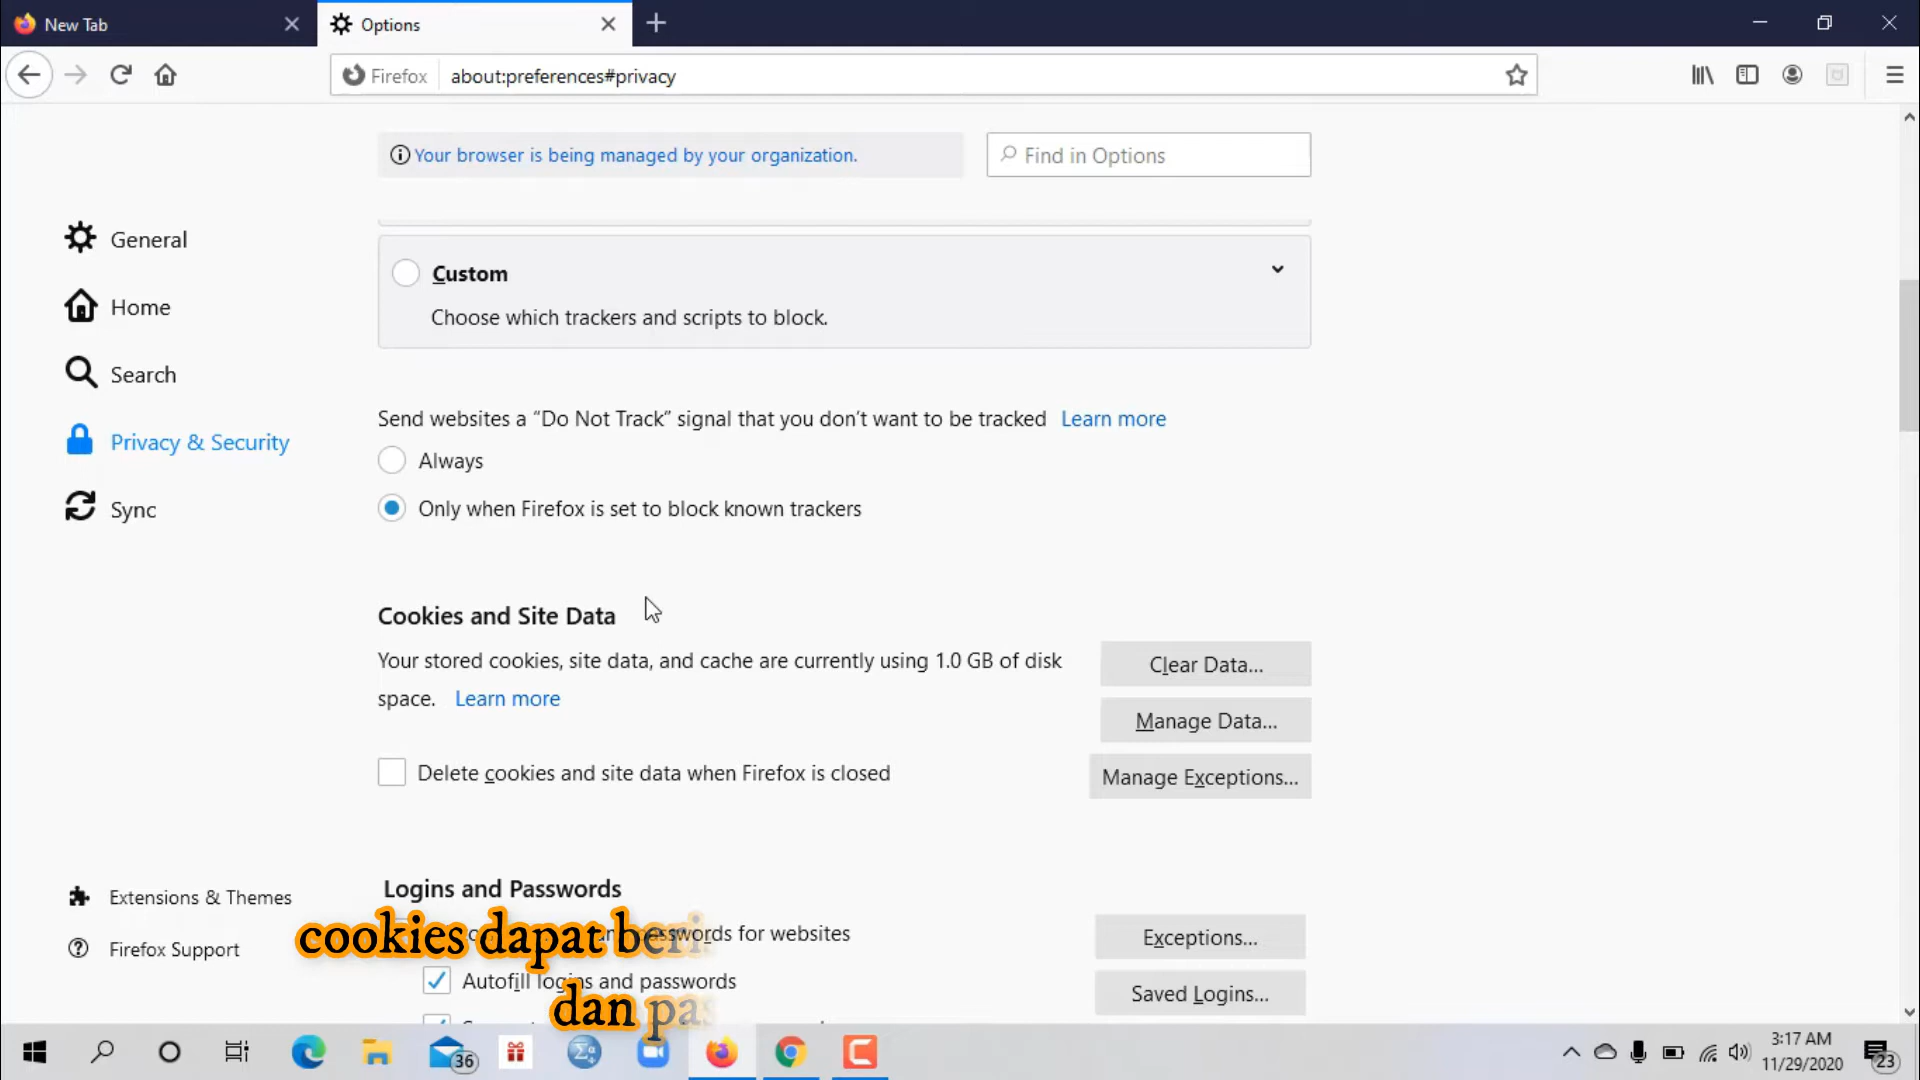 New Tab
Options
Firefox
about:preferences#privacy
Your browser is being managed by your organization.
Find in Options
General
Home
Search
Privacy & Security
Sync
Custom
Choose which trackers and scripts to block.
Send websites a “Do Not Track” signal that you don’t want to be tracked Learn more
Always
Only when Firefox is set to block known trackers
Cookies and Site Data
Your stored cookies, site data, and cache are currently using 1.0 GB of disk
space. Learn more
Clear Data...
Manage Data...
Delete cookies and site data when Firefox is closed
Manage Exceptions...
Logins and Passwords
Extensions & Themes
Firefox Support
cookies dapat
for websites
Exceptions...
Autofill logins and passwords
dan
Saved Logins...
36
3:17 AM
11/29/2020
23